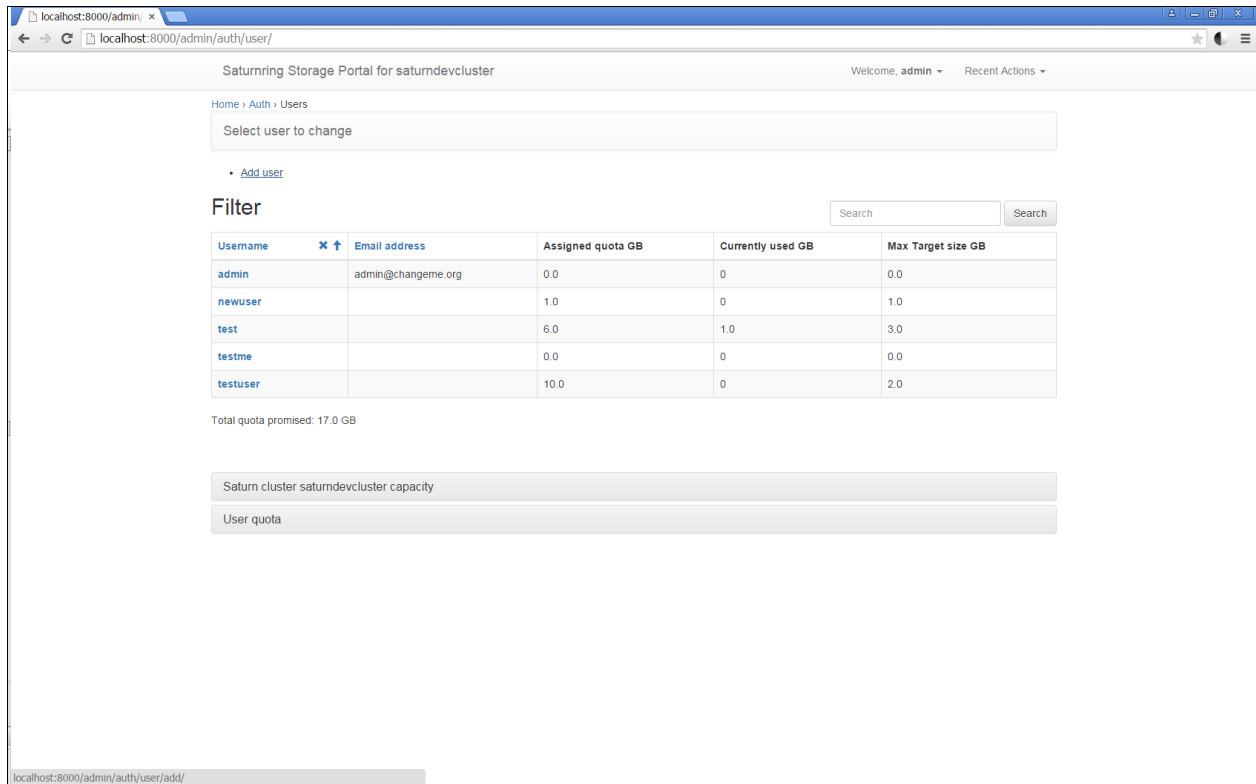 localhost:8000/admin/
localhost:8000/admin/auth/user/
Saturnring Storage Portal for saturndevcluster Welcome, admin Recent Actions
Home › Auth › Users
Select user to change
• Add user
Filter
Search Search
Username Email address Assigned quota GB Currently used GB Max Target size GB
admin admin@changeme.org 0.0 0 0.0
newuser 1.0 0 1.0
test 6.0 1.0 3.0
testme 0.0 0 0.0
testuser 10.0 0 2.0
Total quota promised: 17.0 GB
Saturn cluster saturndevcluster capacity
User quota
localhost:8000/admin/auth/user/add/